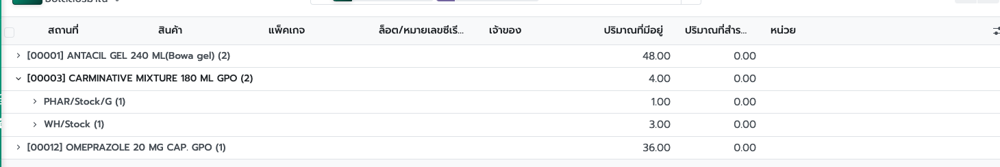 สถานที่ สินค้า แพ็คเกจ ล็อต/หมายเลขซีเรี... เจ้าของ ปริมาณที่มีอยู่ ปริมาณที่สำร... หน่วย
[00001] ANTACIL GEL 240 ML(Bowa gel) (2) 48.00 0.00
[00003] CARMINATIVE MIXTURE 180 ML GPO (2) 4.00 0.00
PHAR/Stock/G (1) 1.00 0.00
WH/Stock (1) 3.00 0.00
[00012] OMEPRAZOLE 20 MG CAP. GPO (1) 36.00 0.00